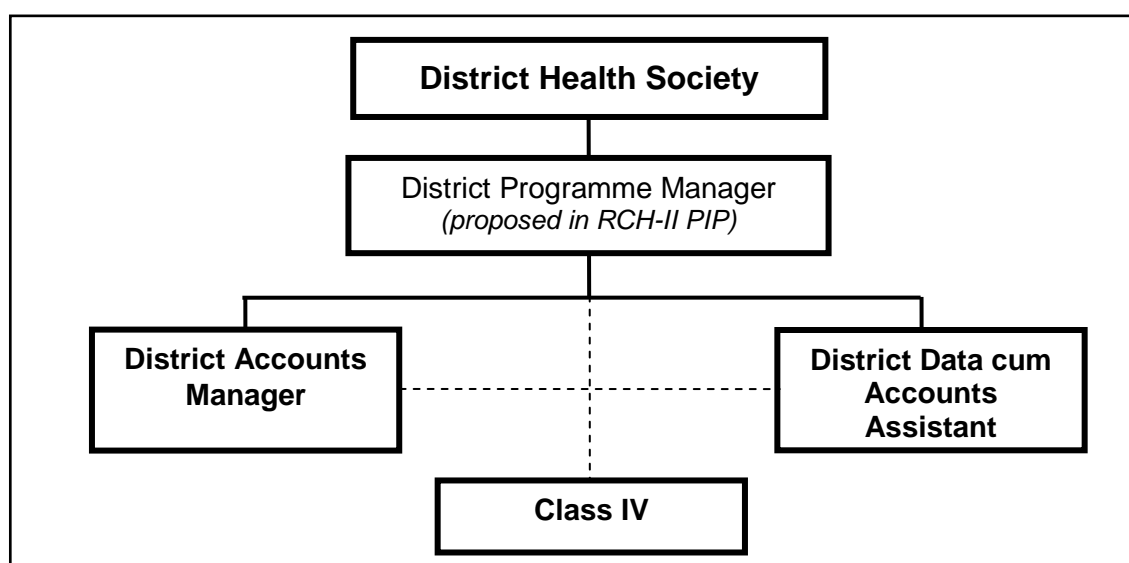 District Health Society
District Programme Manager
(proposed in RCH-II PIP)
District Accounts
Manager
District Data cum
Accounts
Assistant
Class IV